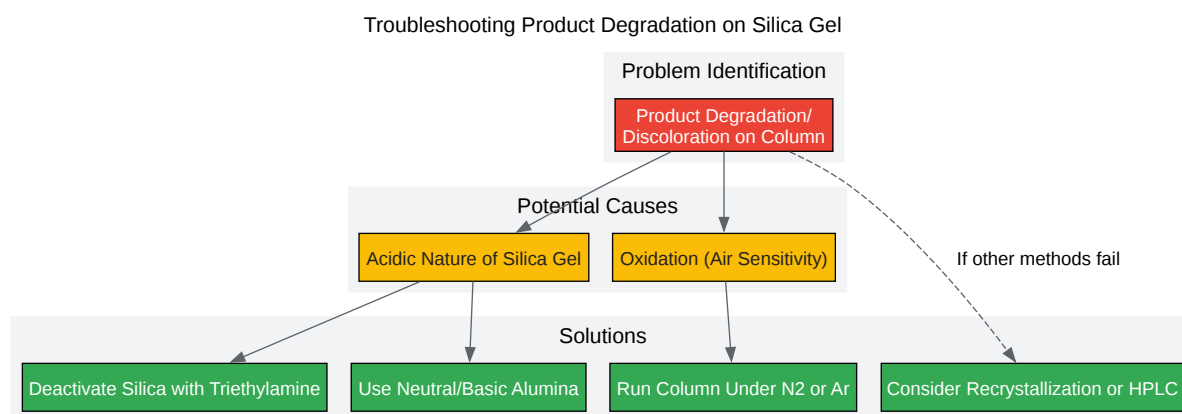 Troubleshooting Product Degradation on Silica Gel
Problem Identification
Product Degradation/
Discoloration on Column
Potential Causes
Acidic Nature of Silica Gel
Oxidation (Air Sensitivity)
If other methods fail
Solutions
Deactivate Silica with Triethylamine
Use Neutral/Basic Alumina
Run Column Under N2 or Ar
Consider Recrystallization or HPLC